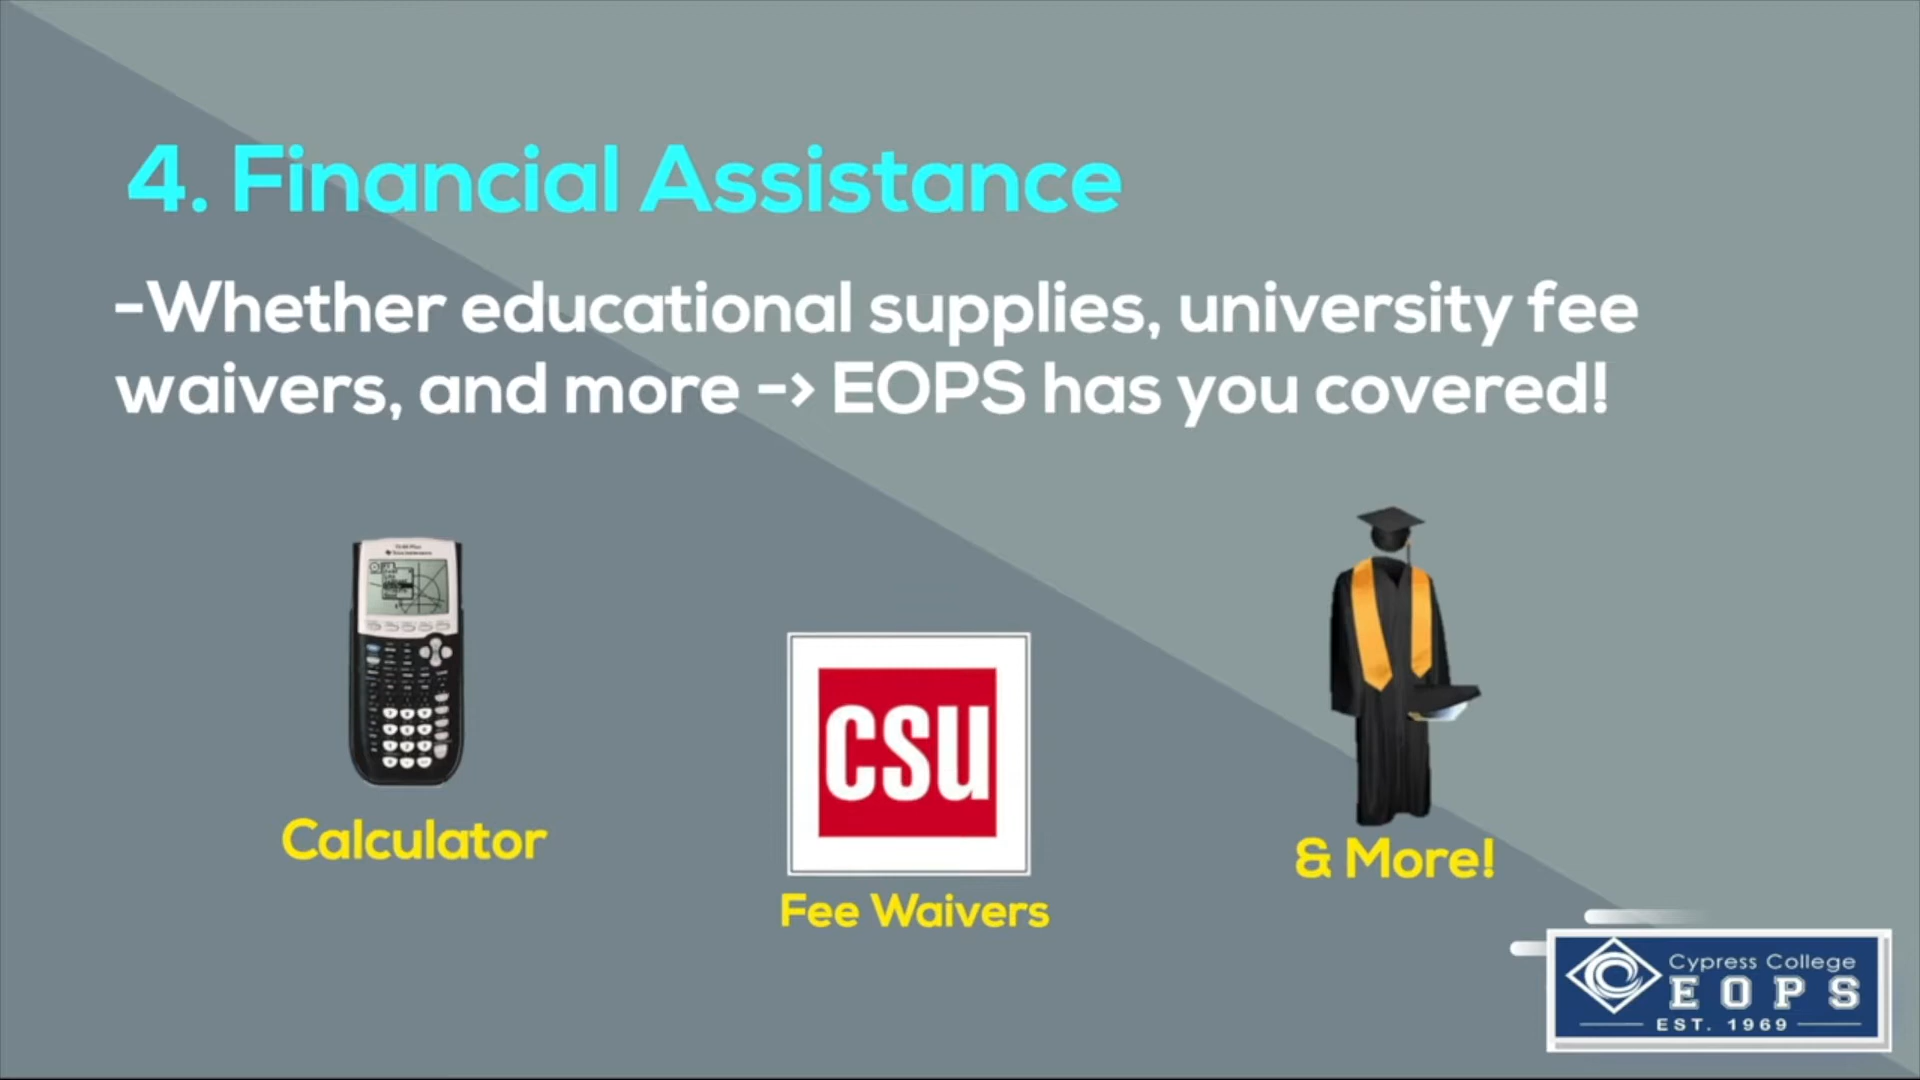 4. Financial Assistance
-Whether educational supplies, university fee
waivers, and more -> EOPS has you covered!
Calculator
CSU
Fee Waivers
& More!
Cypress College
EOPS
EST. 1969